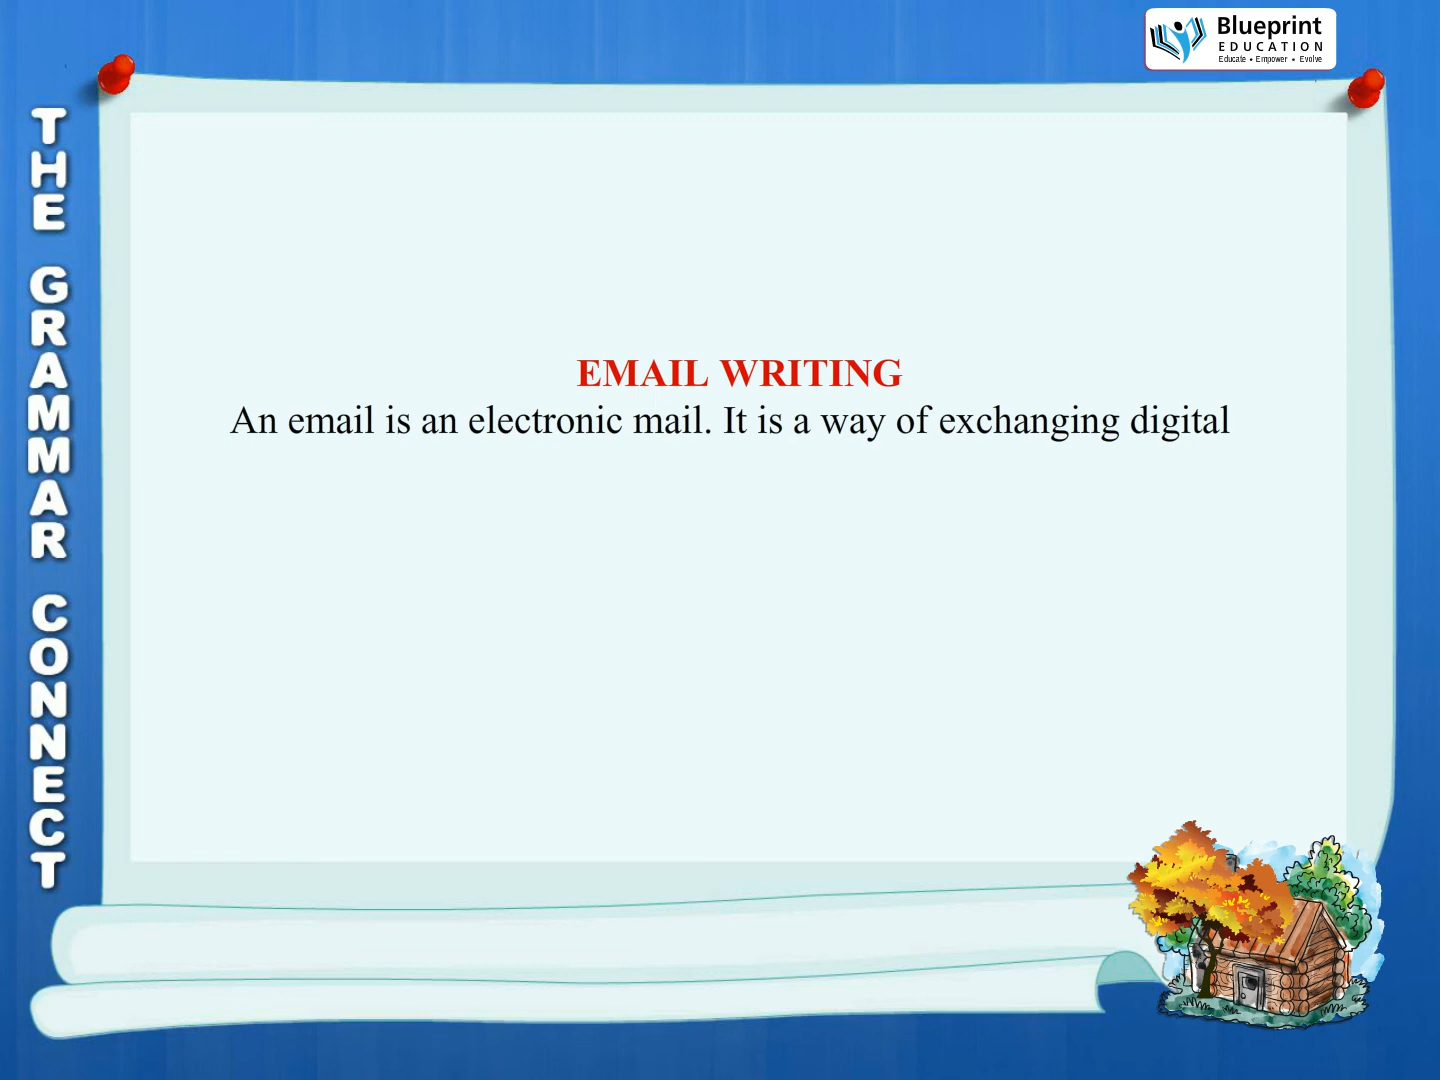 Blueprint
EDUCATION
Educate • Empower • Evolve
THE GRAMMAR CONNECT
EMAIL WRITING
An email is an electronic mail. It is a way of exchanging digital